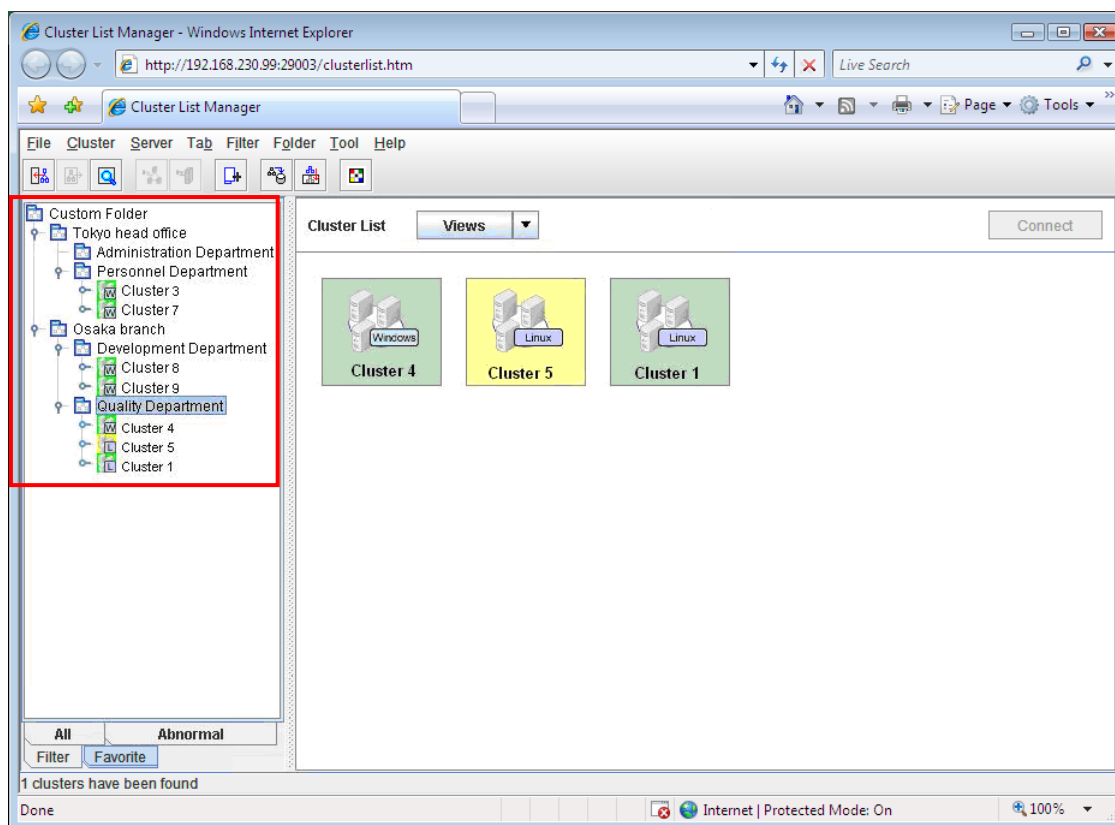 Cluster List Manager - Windows Internet Explorer
http://192.168.230.99:29003/clusterlist.htm
Live Search
Cluster List Manager
Page
Tools
File Cluster Server Tab Filter Folder Tool Help
Custom Folder
Tokyo head office
Administration Department
Personnel Department
W Cluster 3
W Cluster 7
Osaka branch
Development Department
W Cluster 8
W Cluster 9
Quality Department
W Cluster 4
L Cluster 5
L Cluster 1
Cluster List
Views
Connect
Windows
Linux
Linux
Cluster 4
Cluster 5
Cluster 1
All
Abnormal
Filter
Favorite
1 clusters have been found
Done
Internet | Protected Mode: On
100%